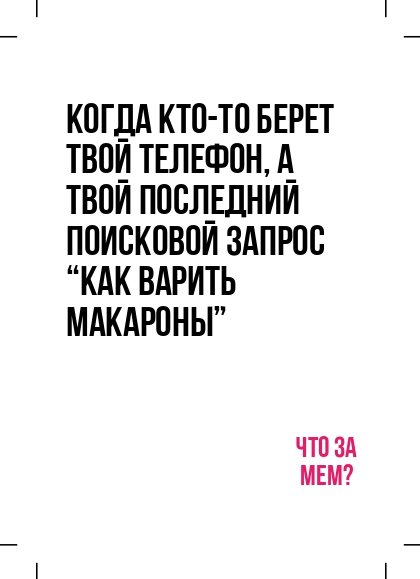 КОГДА КТО-ТО БЕРЕТ
ТВОЙ ТЕЛЕФОН, А
ТВОЙ ПОСЛЕДНИЙ
ПОИСКОВОЙ ЗАПРОС
“КАК ВАРИТЬ
МАКАРОНЫ”
ЧТО ЗА
МЕМ?